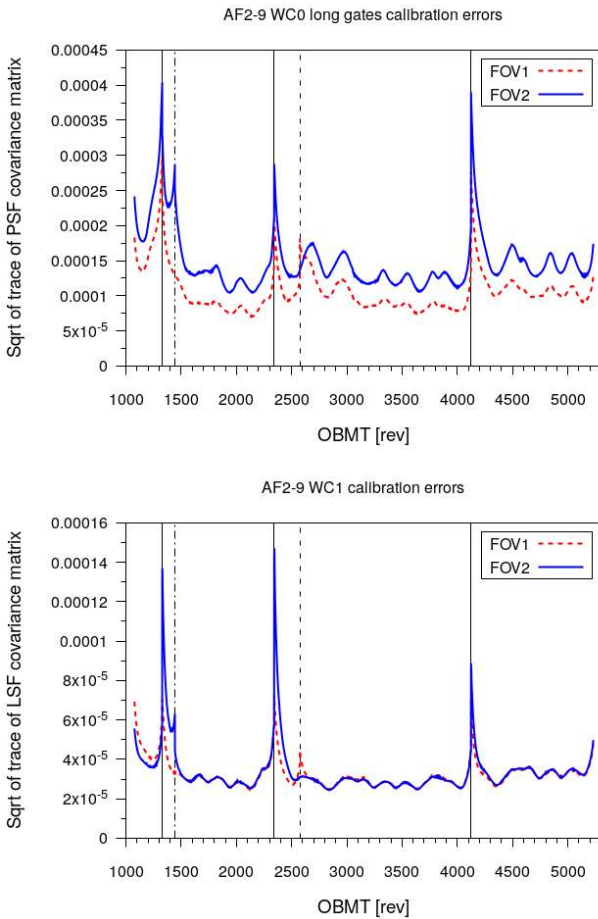 AF2-9 WC0 long gates calibration errors
0.00045
0.0004
0.00035
0.0003
0.00025
0.0002
0.00015
0.0001
5x10-5
0
Sqrt of trace of PSF covariance matrix
FOV1
FOV2
1000 1500 2000 2500 3000 3500 4000 4500 5000
OBMT [rev]
AF2-9 WC1 calibration errors
0.00016
0.00014
0.00012
0.0001
8x10-5
6x10-5
4x10-5
2x10-5
0
Sqrt of trace of LSF covariance matrix
FOV1
FOV2
1000 1500 2000 2500 3000 3500 4000 4500 5000
OBMT [rev]